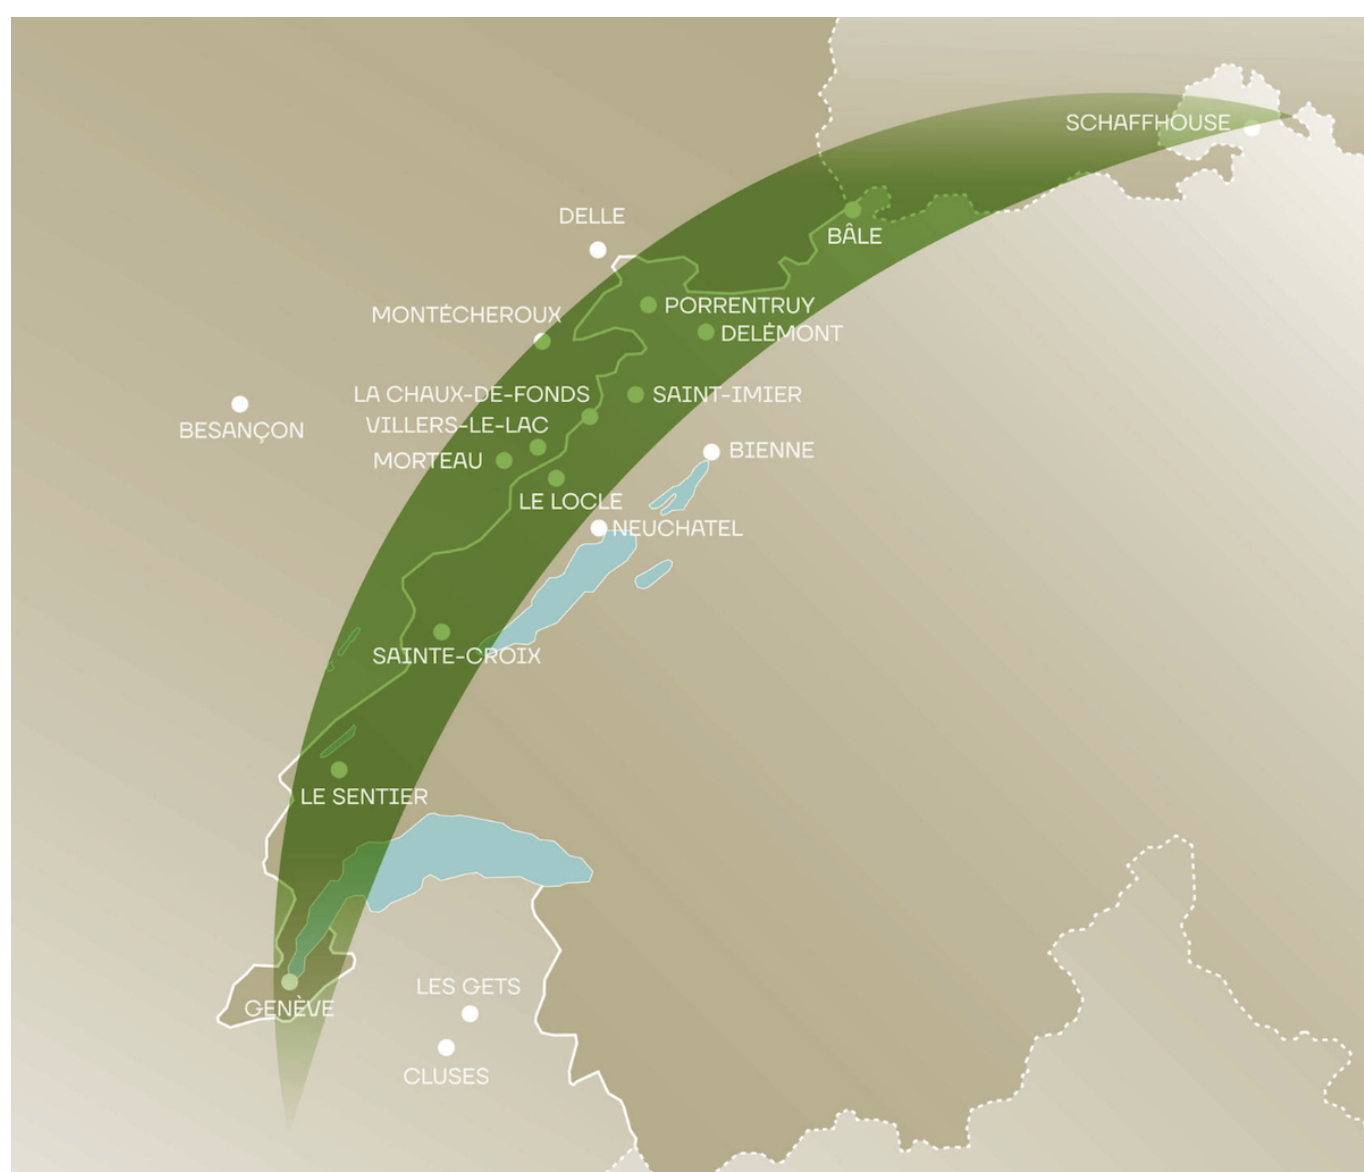 SCHAFFHOUSE
DELLE
BÂLE
MONTÉCHEROUX
PORRENTRUY
DELÉMONT
LA CHAUX-DE-FONDS
SAINT-IMIER
VILLERS-LE-LAC
BESANÇON
BIENNE
MORTEAU
LE LOCLE
NEUCHATEL
SAINTE-CROIX
LE SENTIER
LES GETS
GENÈVE
CLUSES